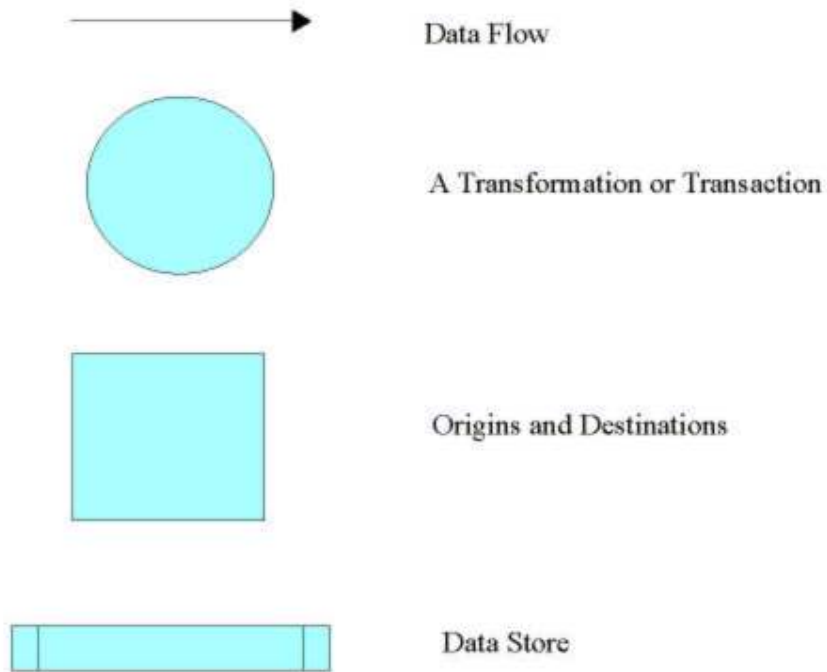 Data Flow
A Transformation or Transaction
Origins and Destinations
Data Store